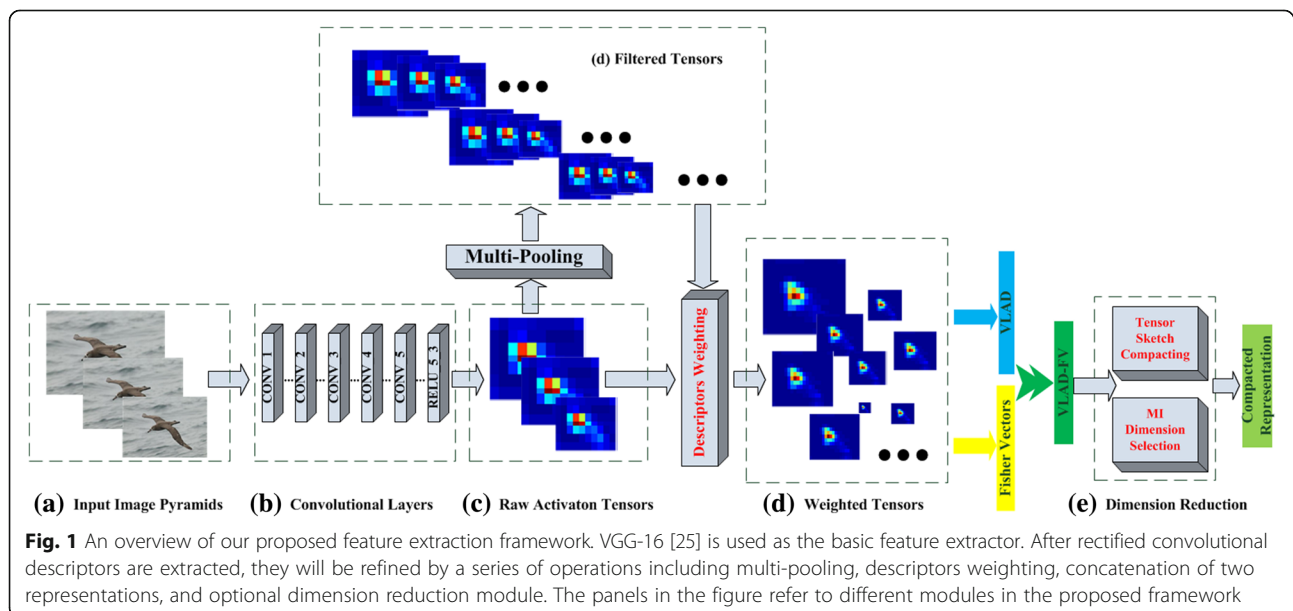 (d) Filtered Tensors
Multi-Pooling
CONV 1
CONV 2
CONV 3
CONV 4
CONV 5
RELU 5_3
Descriptors Weighting
VLAD
Fisher Vectors
VLAD-FV
Tensor
Sketch
Compacting
MI
Dimension
Selection
Compacted
Representation
(a) Input Image Pyramids
(b) Convolutional Layers
(c) Raw Activaton Tensors
(d) Weighted Tensors
(e) Dimension Reduction
Fig. 1 An overview of our proposed feature extraction framework. VGG-16 [25] is used as the basic feature extractor. After rectified convolutional
descriptors are extracted, they will be refined by a series of operations including multi-pooling, descriptors weighting, concatenation of two
representations, and optional dimension reduction module. The panels in the figure refer to different modules in the proposed framework